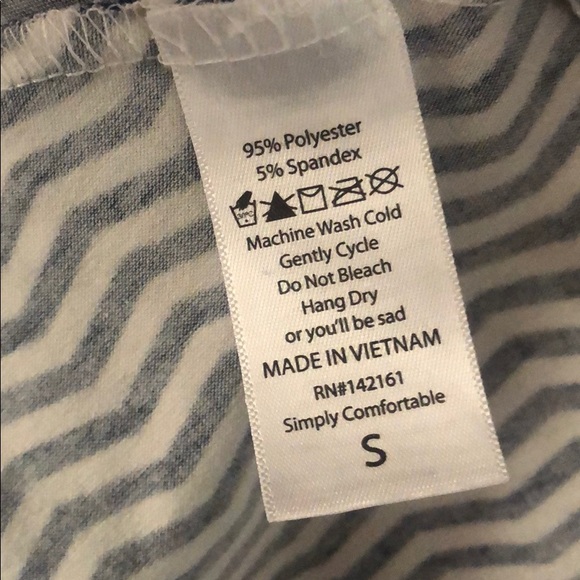 95% Polyester
5% Spandex
Machine Wash Cold
Gently Cycle
Do Not Bleach
Hang Dry
or you'll be sad
MADE IN VIETNAM
RN#142161
Simply Comfortable
S